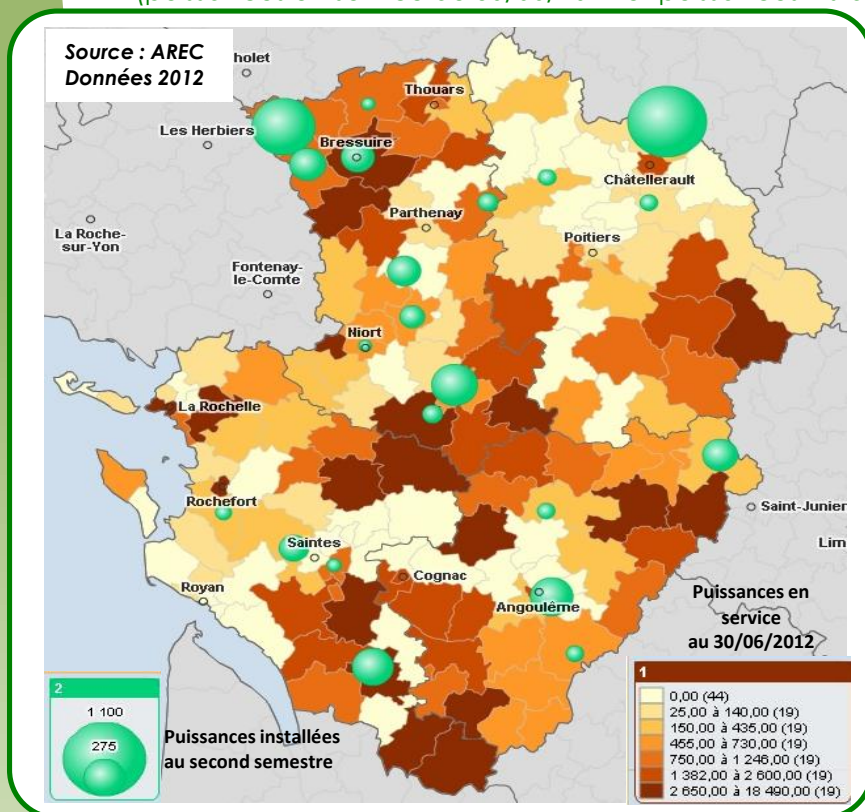 Source : AREC
Données 2012
holet
Thouars
Les Herbiers
Bressuire
Châtellerault
Parthenay
La Roche-
sur-Yon
Poitiers
Fontenay-
le-Comte
Niort
La Rochelle
Rochefort
Saint-Junier
Saintes
Lim
Cognac
Royan
Angoulême
Puissances en
service
au 30/06/2012
2
1 100
275
Puissances installées
au second semestre
1
0,00 (44)
25,00 à 140,00 (19)
150,00 à 435,00 (19)
455,00 à 730,00 (19)
750,00 à 1 246,00 (19)
1 382,00 à 2 600,00 (19)
2 650,00 à 18 490,00 (19)